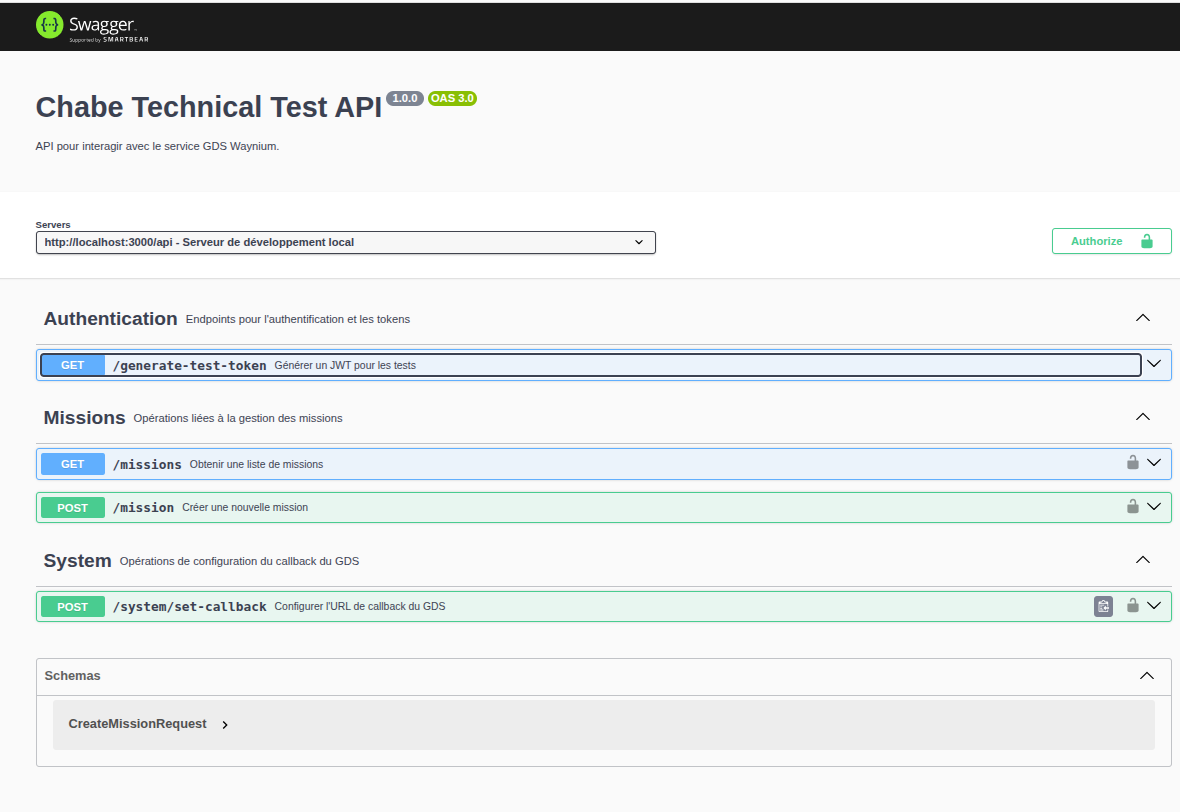 Swagger
Supported by SMARTBEAR
Chabe Technical Test API 1.0.0 OAS 3.0
API pour interagir avec le service GDS Waynium.
Servers
http://localhost:3000/api - Serveur de développement local
Authorize
Authentication Endpoints pour l'authentification et les tokens
GET /generate-test-token Générer un JWT pour les tests
Missions Opérations liées à la gestion des missions
GET /missions Obtenir une liste de missions
POST /mission Créer une nouvelle mission
System Opérations de configuration du callback du GDS
POST /system/set-callback Configurer l'URL de callback du GDS
Schemas
CreateMissionRequest